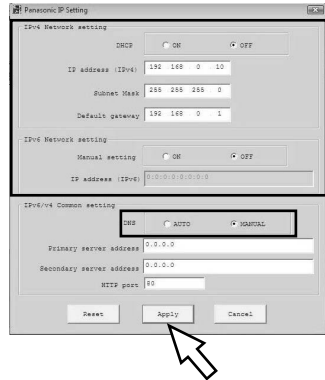 Panasonic IP Setting
IPv4 Network setting
DHCP ON OFF
IP address (IPv4) 192 168 0 10
Subnet Mask 255 255 255 0
Default gateway 192 168 0 1
IPv6 Network setting
Manual setting ON OFF
IP address (IPv6) 0:0:0:0:0:0:0:0
IPv6/v4 Common setting
DNS AUTO MANUAL
Primary server address 0.0.0.0
Secondary server address 0.0.0.0
HTTP port 80
Reset Apply Cancel